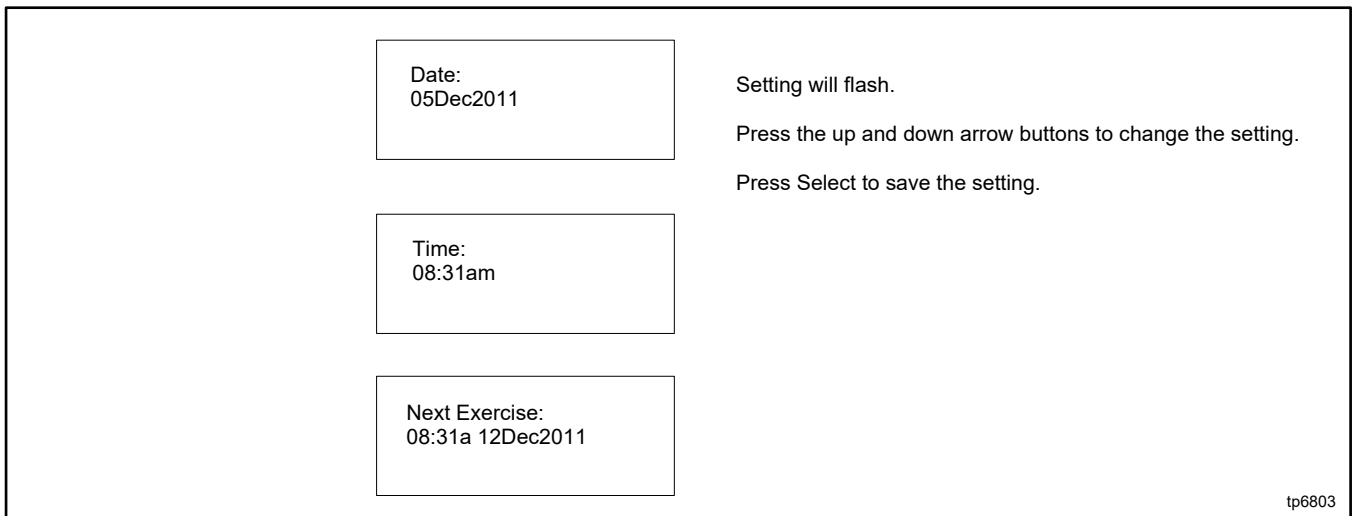 Date:
05Dec2011
Setting will flash.
Press the up and down arrow buttons to change the setting.
Press Select to save the setting.
Time:
08:31am
Next Exercise:
08:31a 12Dec2011
tp6803